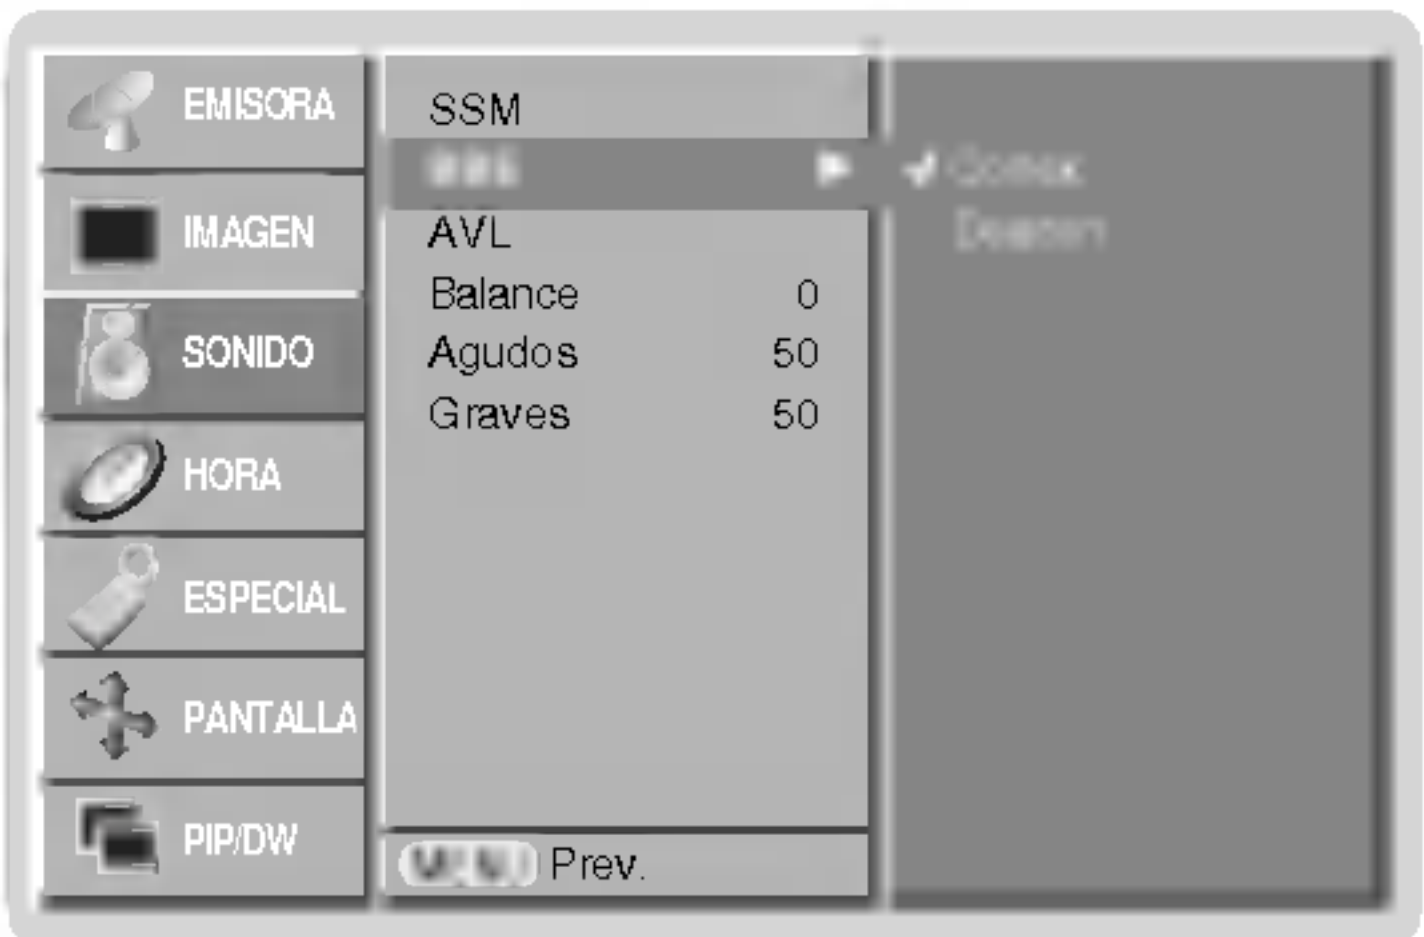 EMISORA
IMAGEN
SONIDO
HORA
ESPECIAL
PANTALLA
PIP/DW
SSM
AVL
Balance 0
Agudos 50
Graves 50
Prev.